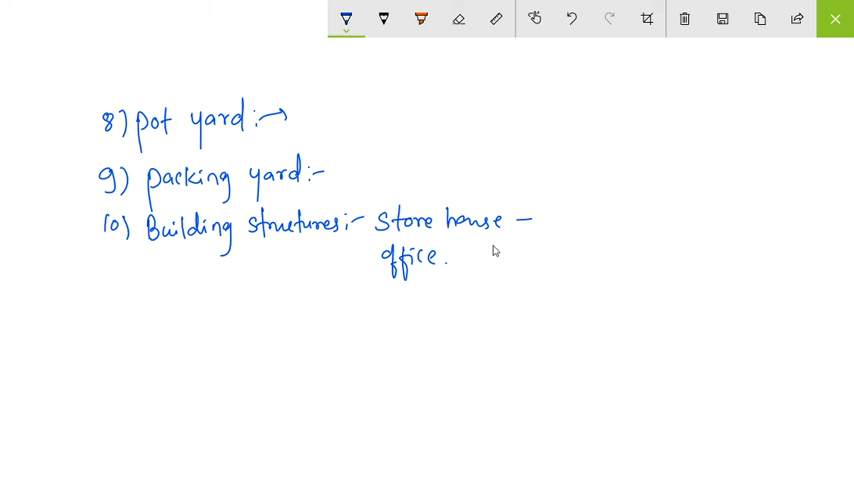 8) pot yard :→
9) packing yard :-
10) Building structures :- Store house -
office.